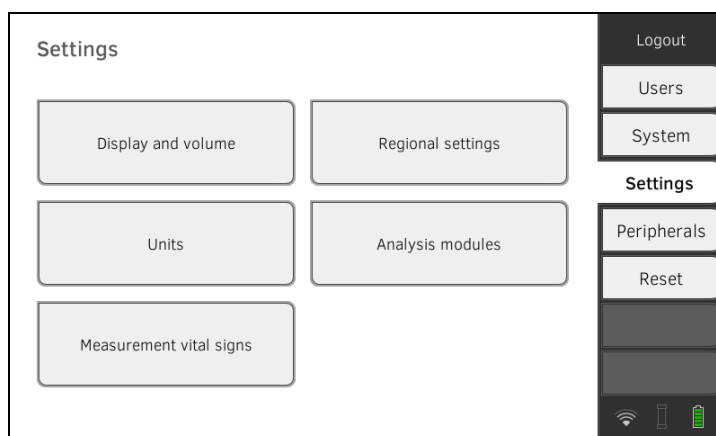 Settings
Display and volume
Regional settings
Units
Analysis modules
Measurement vital signs
Logout
Users
System
Settings
Peripherals
Reset